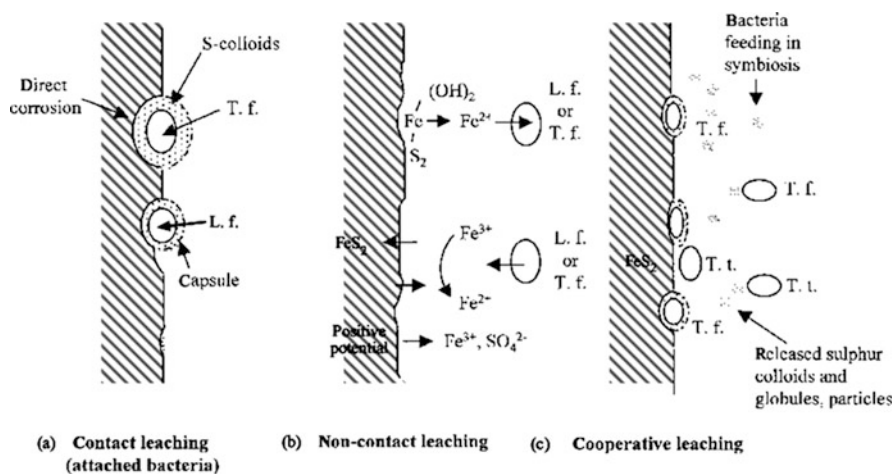 S-colloids
Direct
corrosion
T. f.
L. f.
Capsule
(a) Contact leaching
(attached bacteria)
(OH)2
Fe → Fe2+
S2
L. f.
or
T. f.
FeS2
Fe3+
L. f.
or
T. f.
Fe2+
Positive
potential
Fe3+, SO42-
(b) Non-contact leaching
Bacteria
feeding in
symbiosis
T. f.
T. f.
FeS2
T. t.
T. t.
T. f.
Released sulphur
colloids and
globules, particles
(c) Cooperative leaching